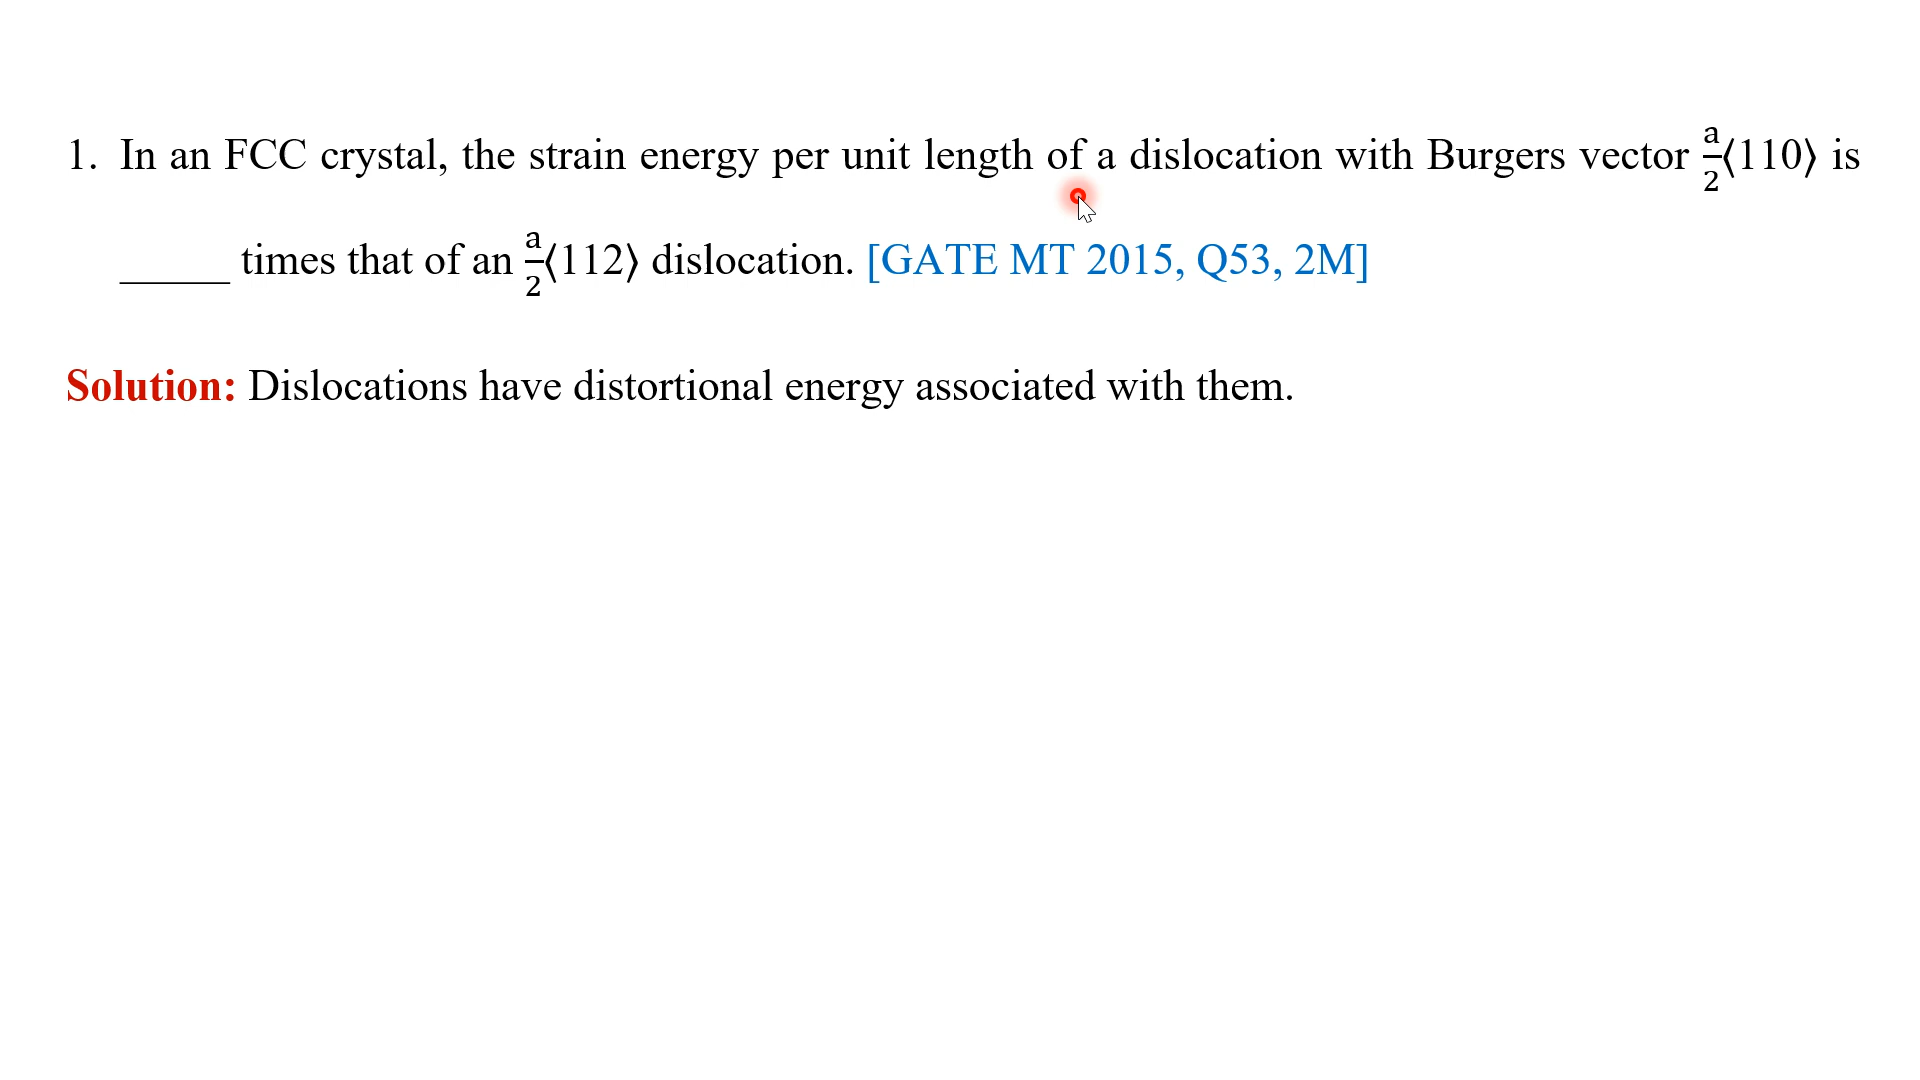 1. In an FCC crystal, the strain energy per unit length of a dislocation with Burgers vector a/2⟨110⟩ is
_____ times that of an a/2⟨112⟩ dislocation. [GATE MT 2015, Q53, 2M]
Solution: Dislocations have distortional energy associated with them.